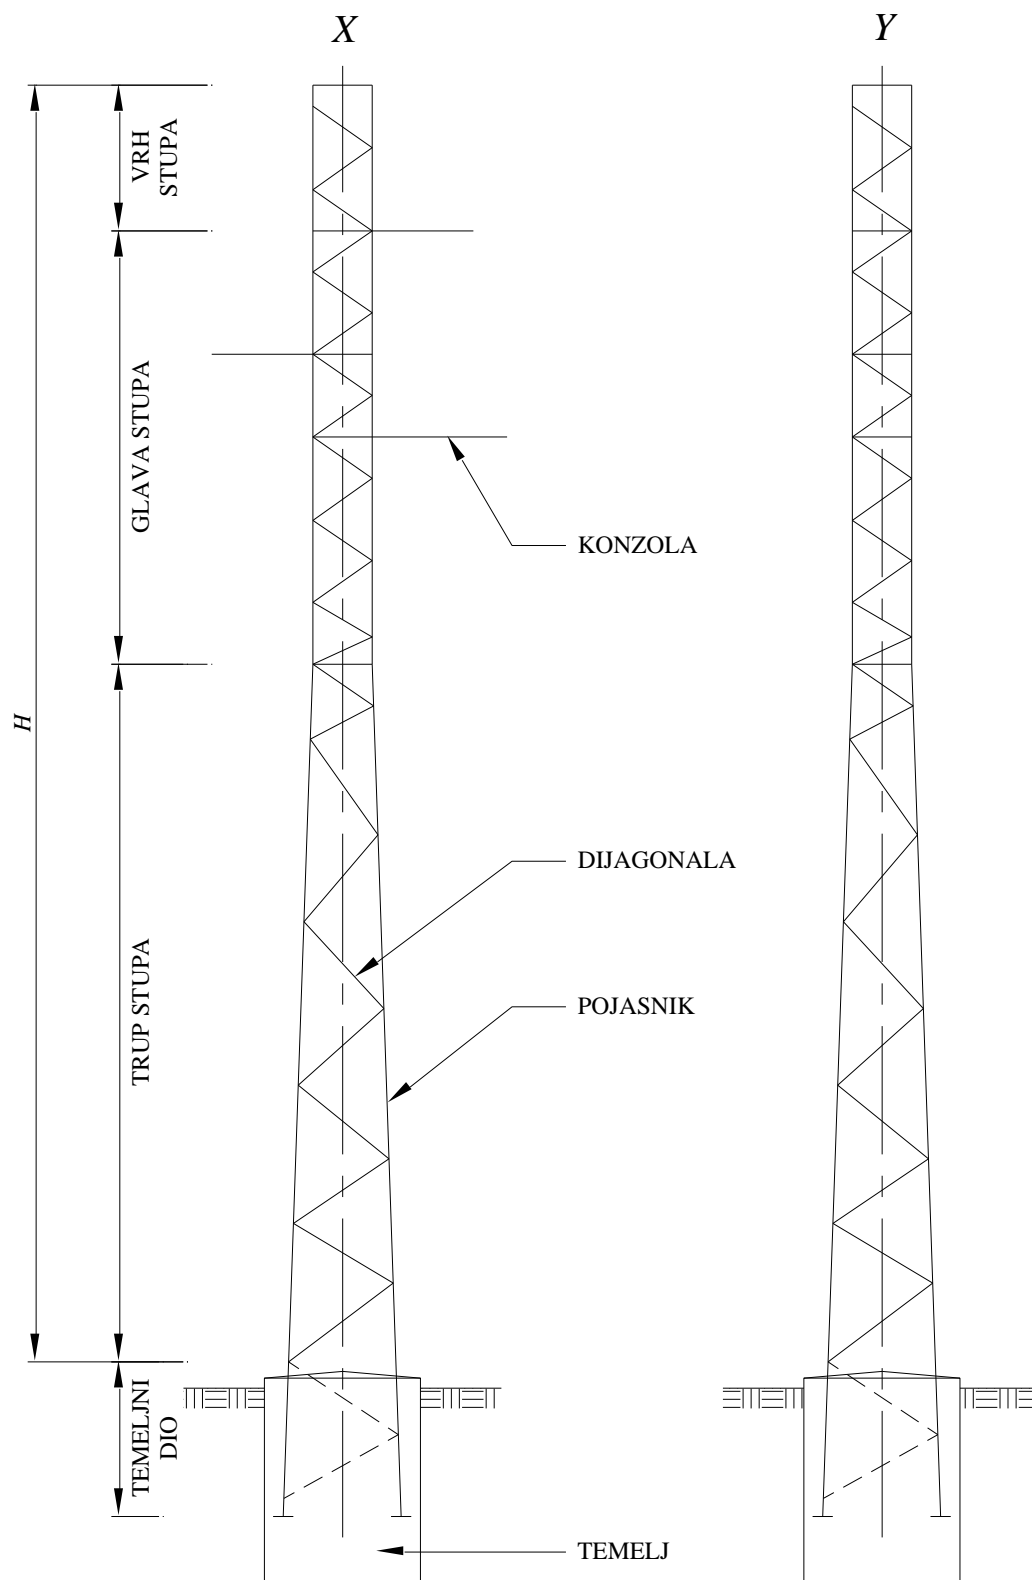 X
Y
VRH
STUPA
GLAVA STUPA
KONZOLA
H
DIJAGONALA
TRUP STUPA
POJASNIK
TEMELJNI
DIO
TEMELJ